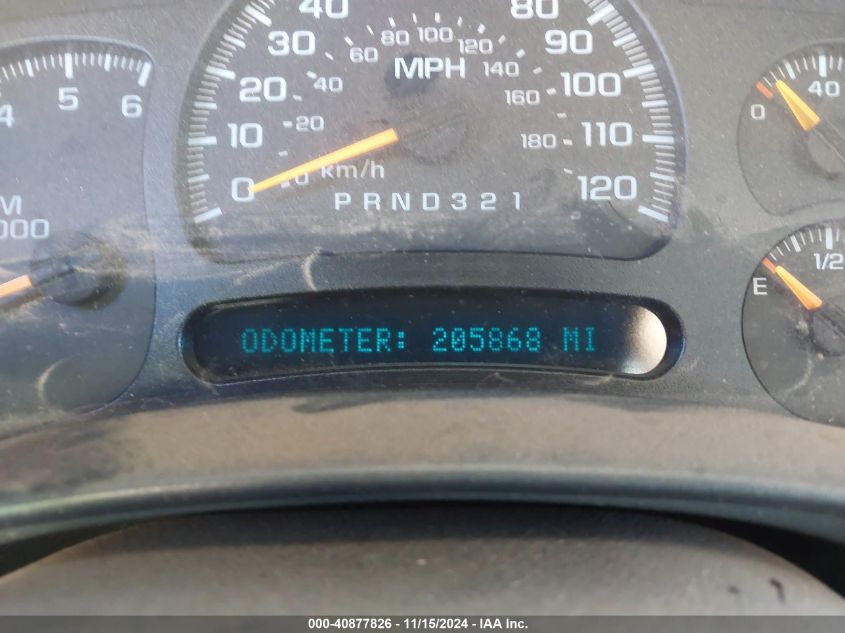 40 80
30 60 80 100 120 90
MPH
20 40 140 100
160
10 20 180 110
0 0 km/h 120
PRND321
4 5 6
M
000
0 40
E 1/2
ODOMETER: 205868 MI
000-40877826 - 11/15/2024 - IAA Inc.